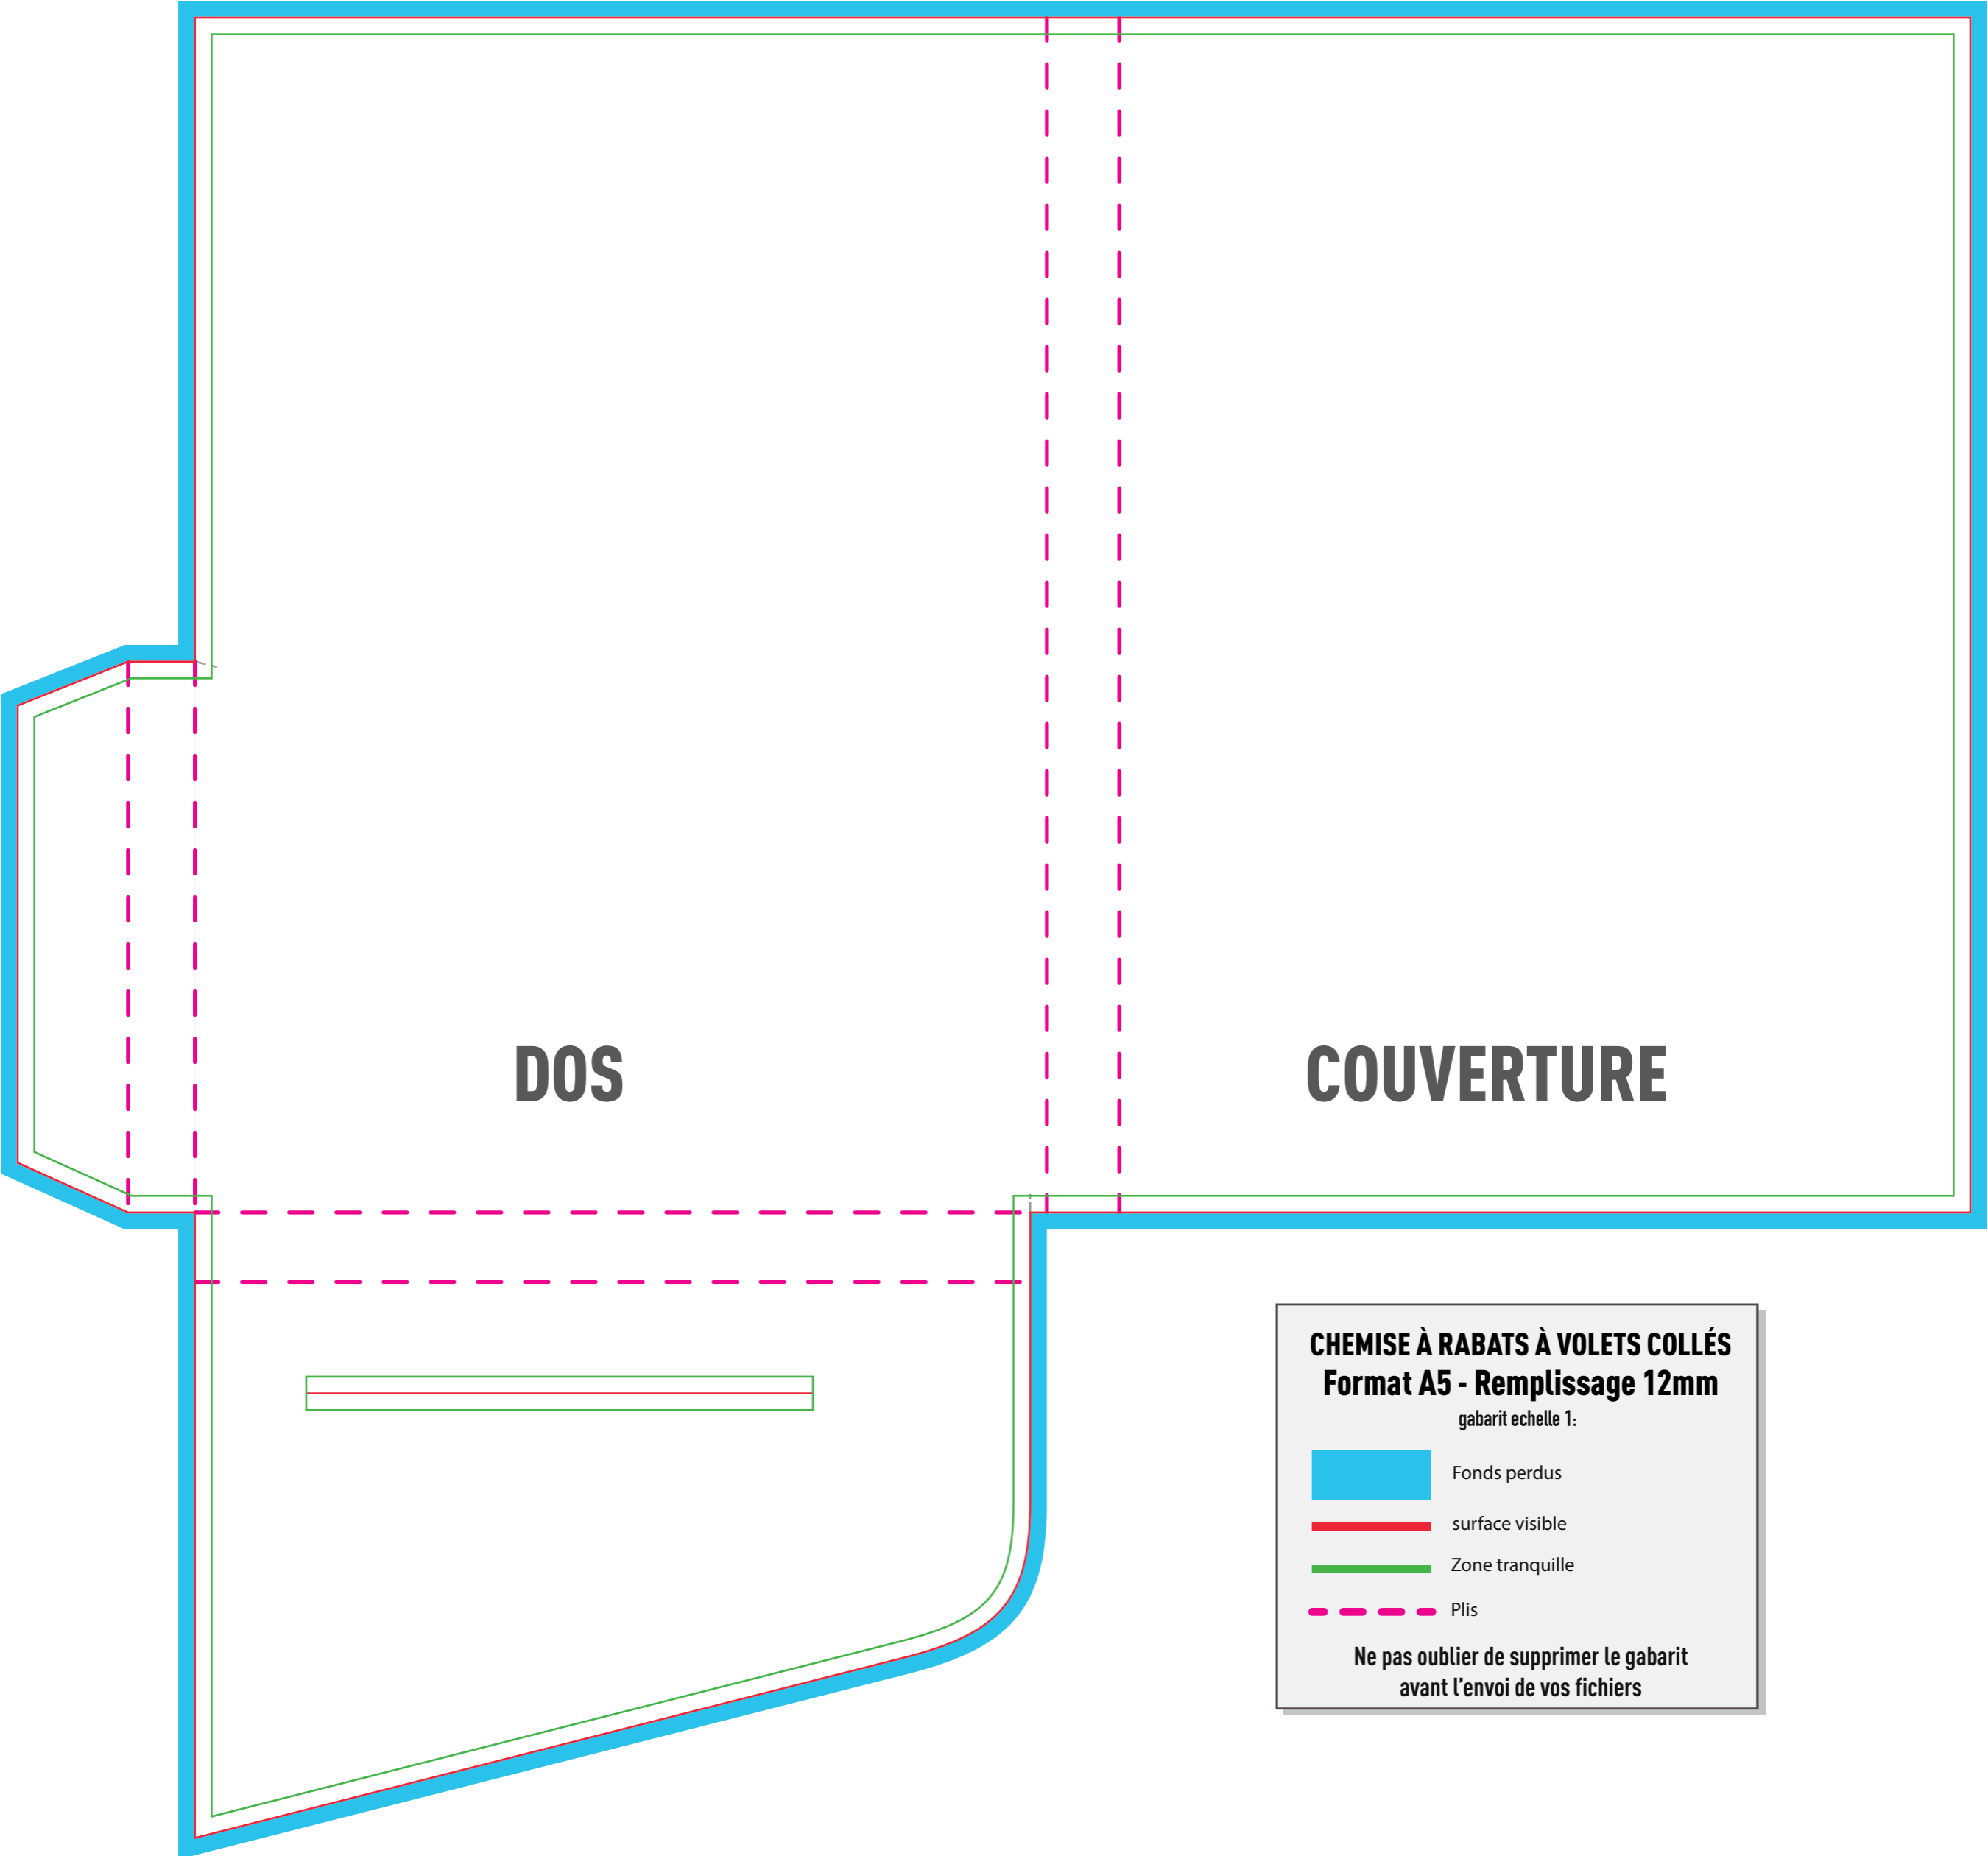 DOS
COUVERTURE
CHEMISE À RABATS À VOLETS COLLÉS
Format A5 - Remplissage 12mm
gabarit echelle 1:
Fonds perdus
surface visible
Zone tranquille
Plis
Ne pas oublier de supprimer le gabarit
avant l'envoi de vos fichiers